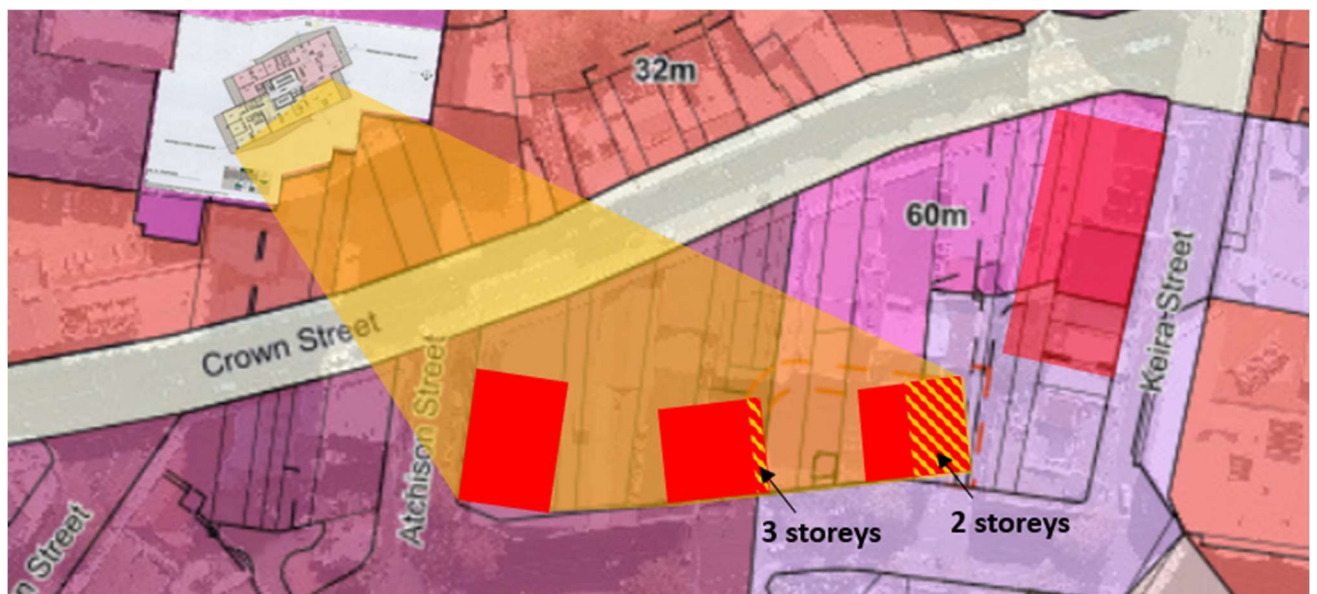 32m
60m
Crown Street
Atchison Street
Keira Street
n Street
3 storeys
2 storeys